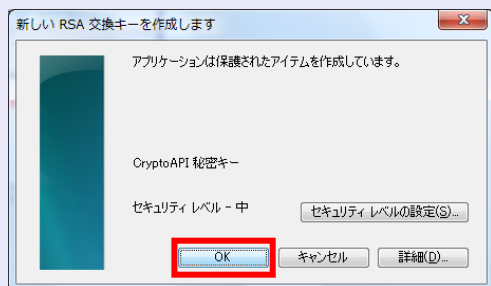 新しい RSA 交換キーを作成します
アプリケーションは保護されたアイテムを作成しています。
CryptoAPI 秘密キー
セキュリティ レベル - 中
セキュリティ レベルの設定(S)...
OK
キャンセル
詳細(D)...